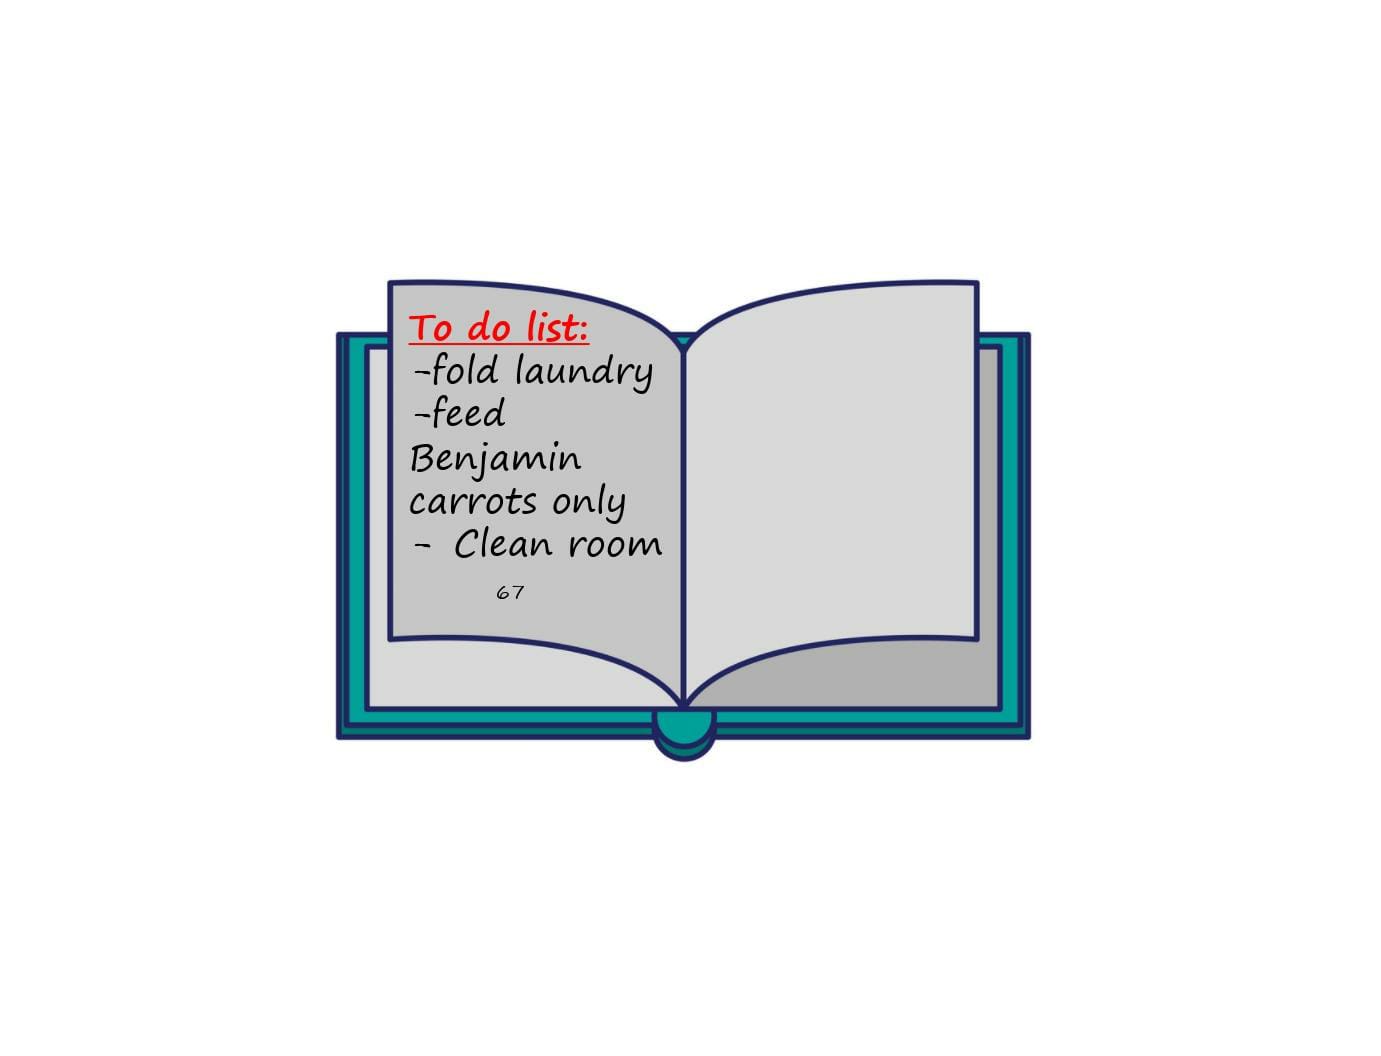 To do list:
-fold laundry
-feed
Benjamin
carrots only
- Clean room
67